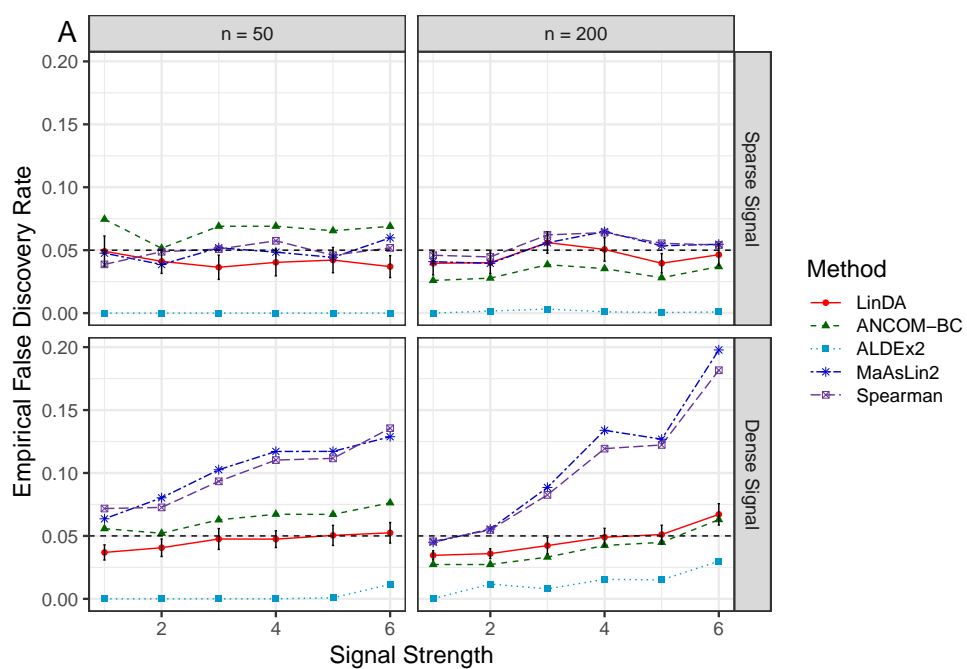 A
n = 50
n = 200
0.20
0.15
0.10
0.05
0.00
Sparse Signal
0.20
0.15
0.10
0.05
0.00
Dense Signal
Empirical False Discovery Rate
2
4
6
2
4
6
Signal Strength
Method
LinDA
ANCOM−BC
ALDEx2
MaAsLin2
Spearman